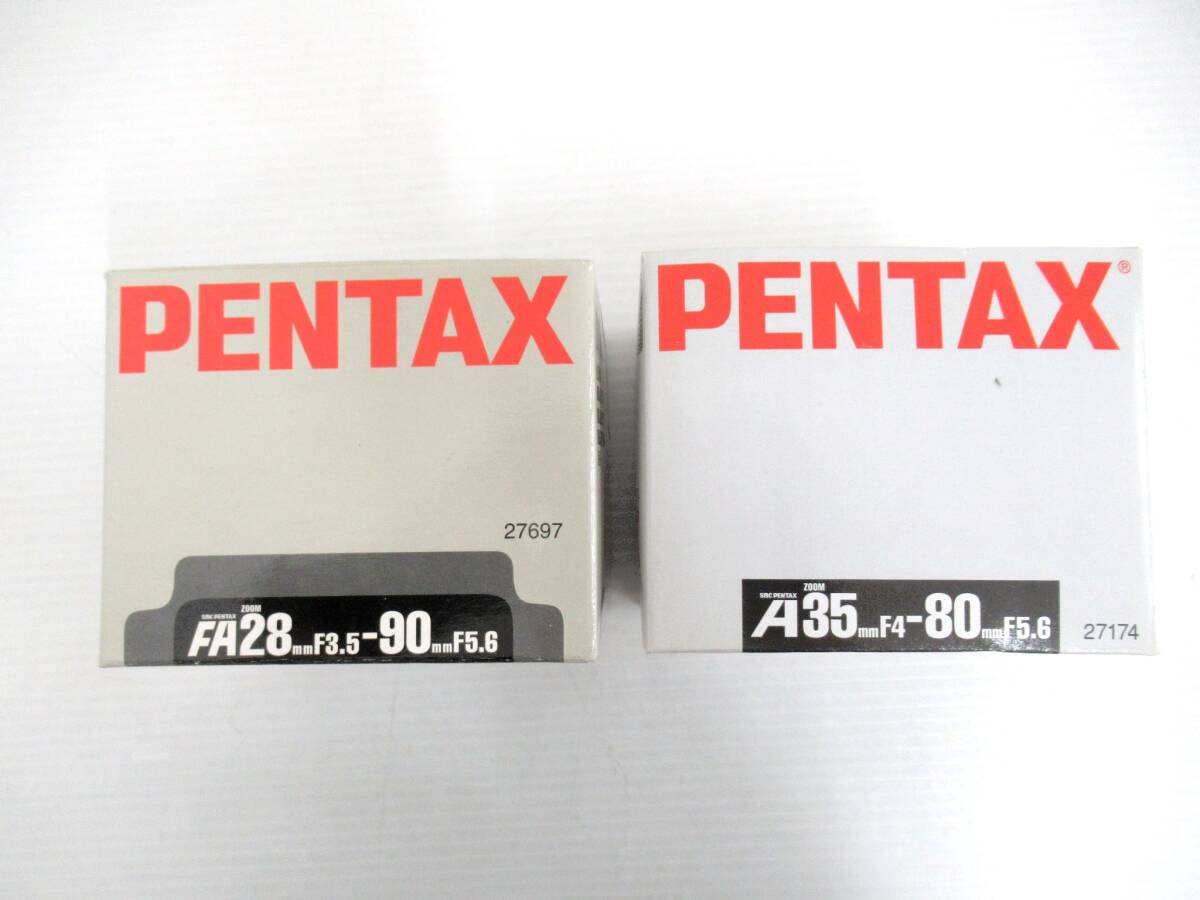 PENTAX
27697
SMC PENTAX ZOOM
FA28mmF3.5-90mmF5.6
PENTAX®
SMC PENTAX ZOOM
A35mmF4-80mmF5.6
27174